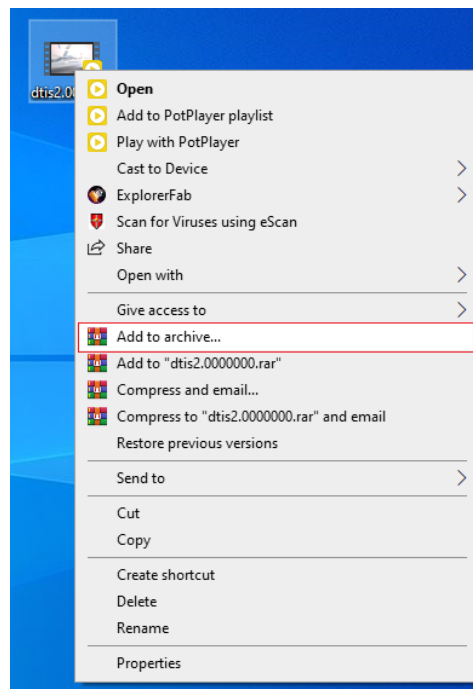 dtis2.0
Open
Add to PotPlayer playlist
Play with PotPlayer
Cast to Device
ExplorerFab
Scan for Viruses using eScan
Share
Open with
Give access to
Add to archive...
Add to "dtis2.0000000.rar"
Compress and email...
Compress to "dtis2.0000000.rar" and email
Restore previous versions
Send to
Cut
Copy
Create shortcut
Delete
Rename
Properties